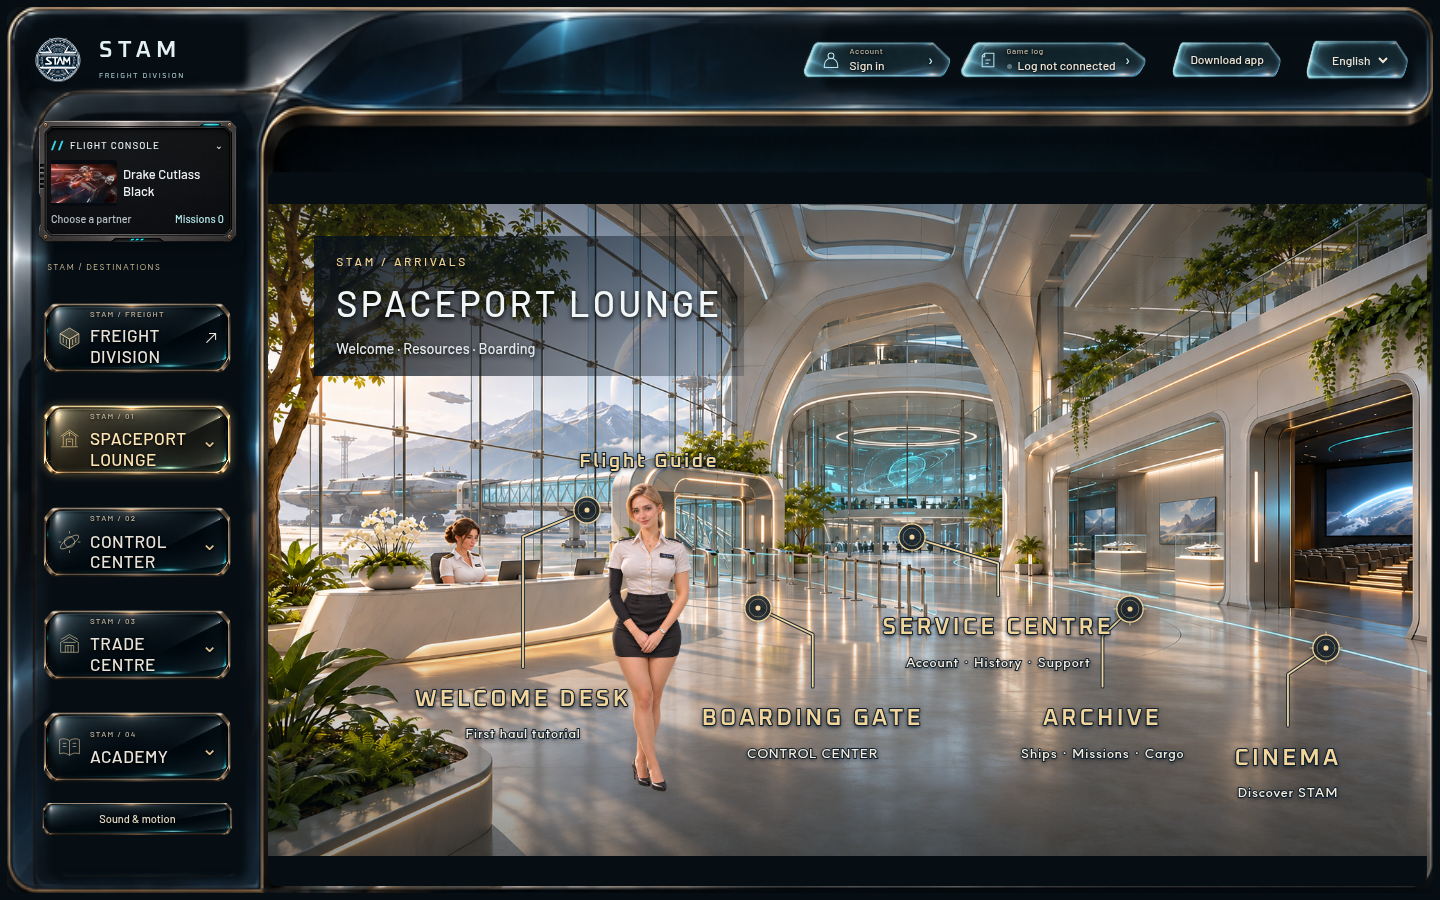 STAM
FREIGHT DIVISION
STAM
Account
Sign in
Game log
Log not connected
Download app
English
// FLIGHT CONSOLE
Drake Cutlass
Black
Choose a partner
Missions 0
STAM / DESTINATIONS
STAM / FREIGHT
FREIGHT
DIVISION
STAM / 01
SPACEPORT
LOUNGE
STAM / 02
CONTROL
CENTER
STAM / 03
TRADE
CENTRE
STAM / 04
ACADEMY
Sound & motion
STAM / ARRIVALS
SPACEPORT LOUNGE
Welcome · Resources · Boarding
Flight Guide
SERVICE CENTRE
Account · History · Support
WELCOME DESK
First haul tutorial
BOARDING GATE
CONTROL CENTER
ARCHIVE
Ships · Missions · Cargo
CINEMA
Discover STAM